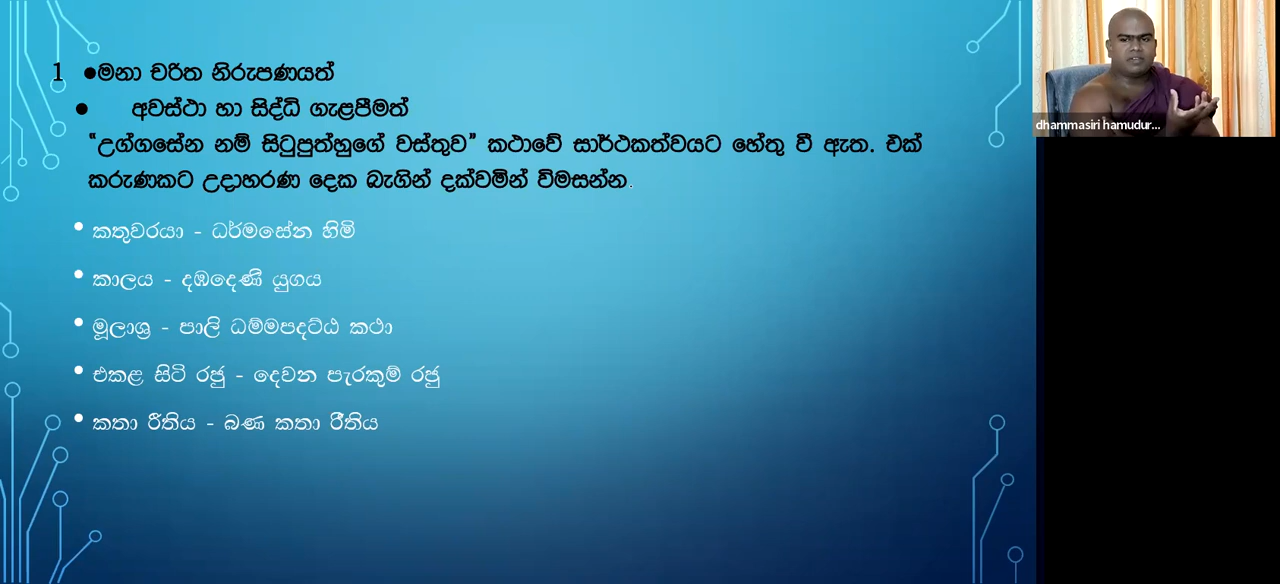 1 ●මනා චරිත නිරුපණයත්
● අවස්ථා හා සිද්ධි ගැළපීමත්
“උග්ගසේන නම් සිටුපුත්හුගේ වස්තුව” කථාවේ සාර්ථකත්වයට හේතු වී ඇත. එක්
කරුණකට උදාහරණ දෙක බැගින් දක්වමින් විමසන්න.
• කතුවරයා - ධර්මසේන හිමි
• කාලය - දඹදෙණි යුගය
• මූලාශ්‍ර - පාලි ධම්මපදට්ඨ කථා
• එකළ සිටි රජු - දෙවන පැරකුම් රජු
• කතා රීතිය - බණ කතා රීතිය
dhammasiri hamudur...